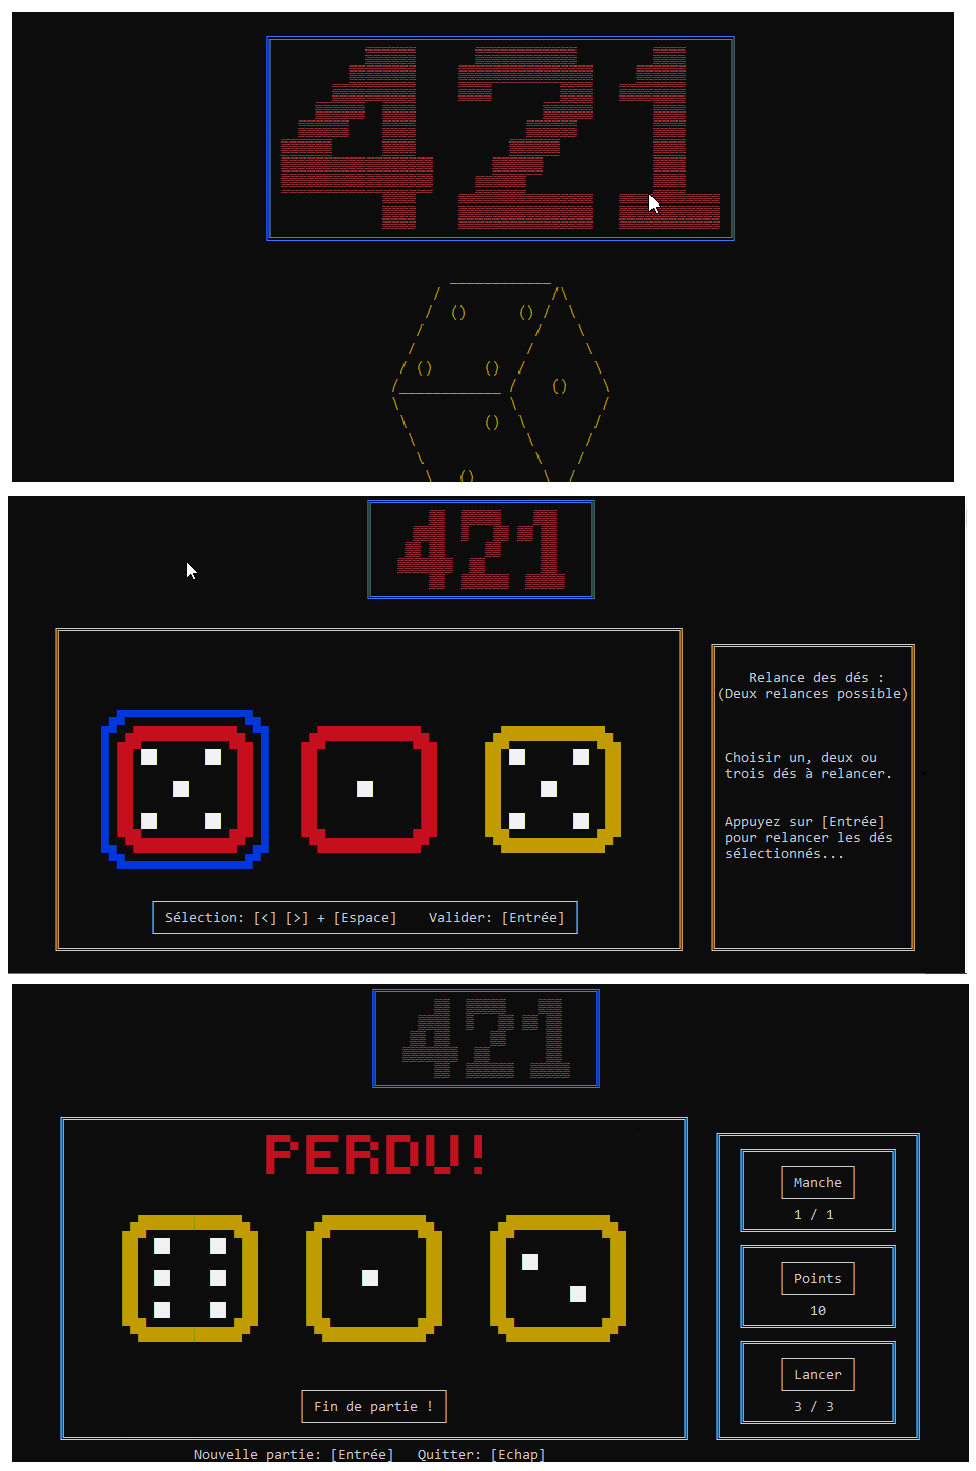 421
421
Relance des dés :
(Deux relances possible)
Choisir un, deux ou
trois dés à relancer.
Appuyez sur [Entrée]
pour relancer les dés
sélectionnés...
Sélection: [<] [>] + [Espace]    Valider: [Entrée]
421
PERDU!
Manche
1 / 1
Points
10
Lancer
3 / 3
Fin de partie !
Nouvelle partie: [Entrée]   Quitter: [Echap]